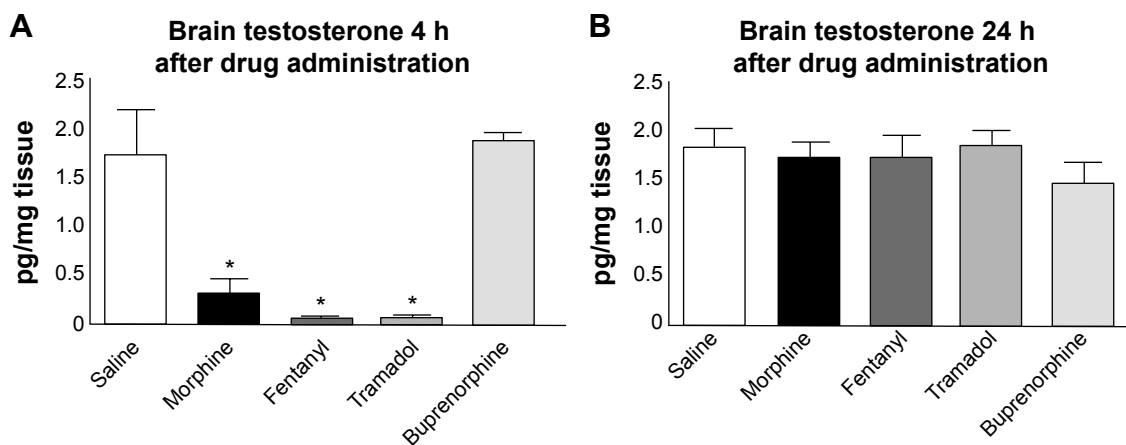 A
Brain testosterone 4 h
after drug administration
pg/mg tissue
2.5
2.0
1.5
1.0
0.5
0
*
*
*
Saline
Morphine
Fentanyl
Tramadol
Buprenorphine
B
Brain testosterone 24 h
after drug administration
pg/mg tissue
2.5
2.0
1.5
1.0
0.5
0
Saline
Morphine
Fentanyl
Tramadol
Buprenorphine